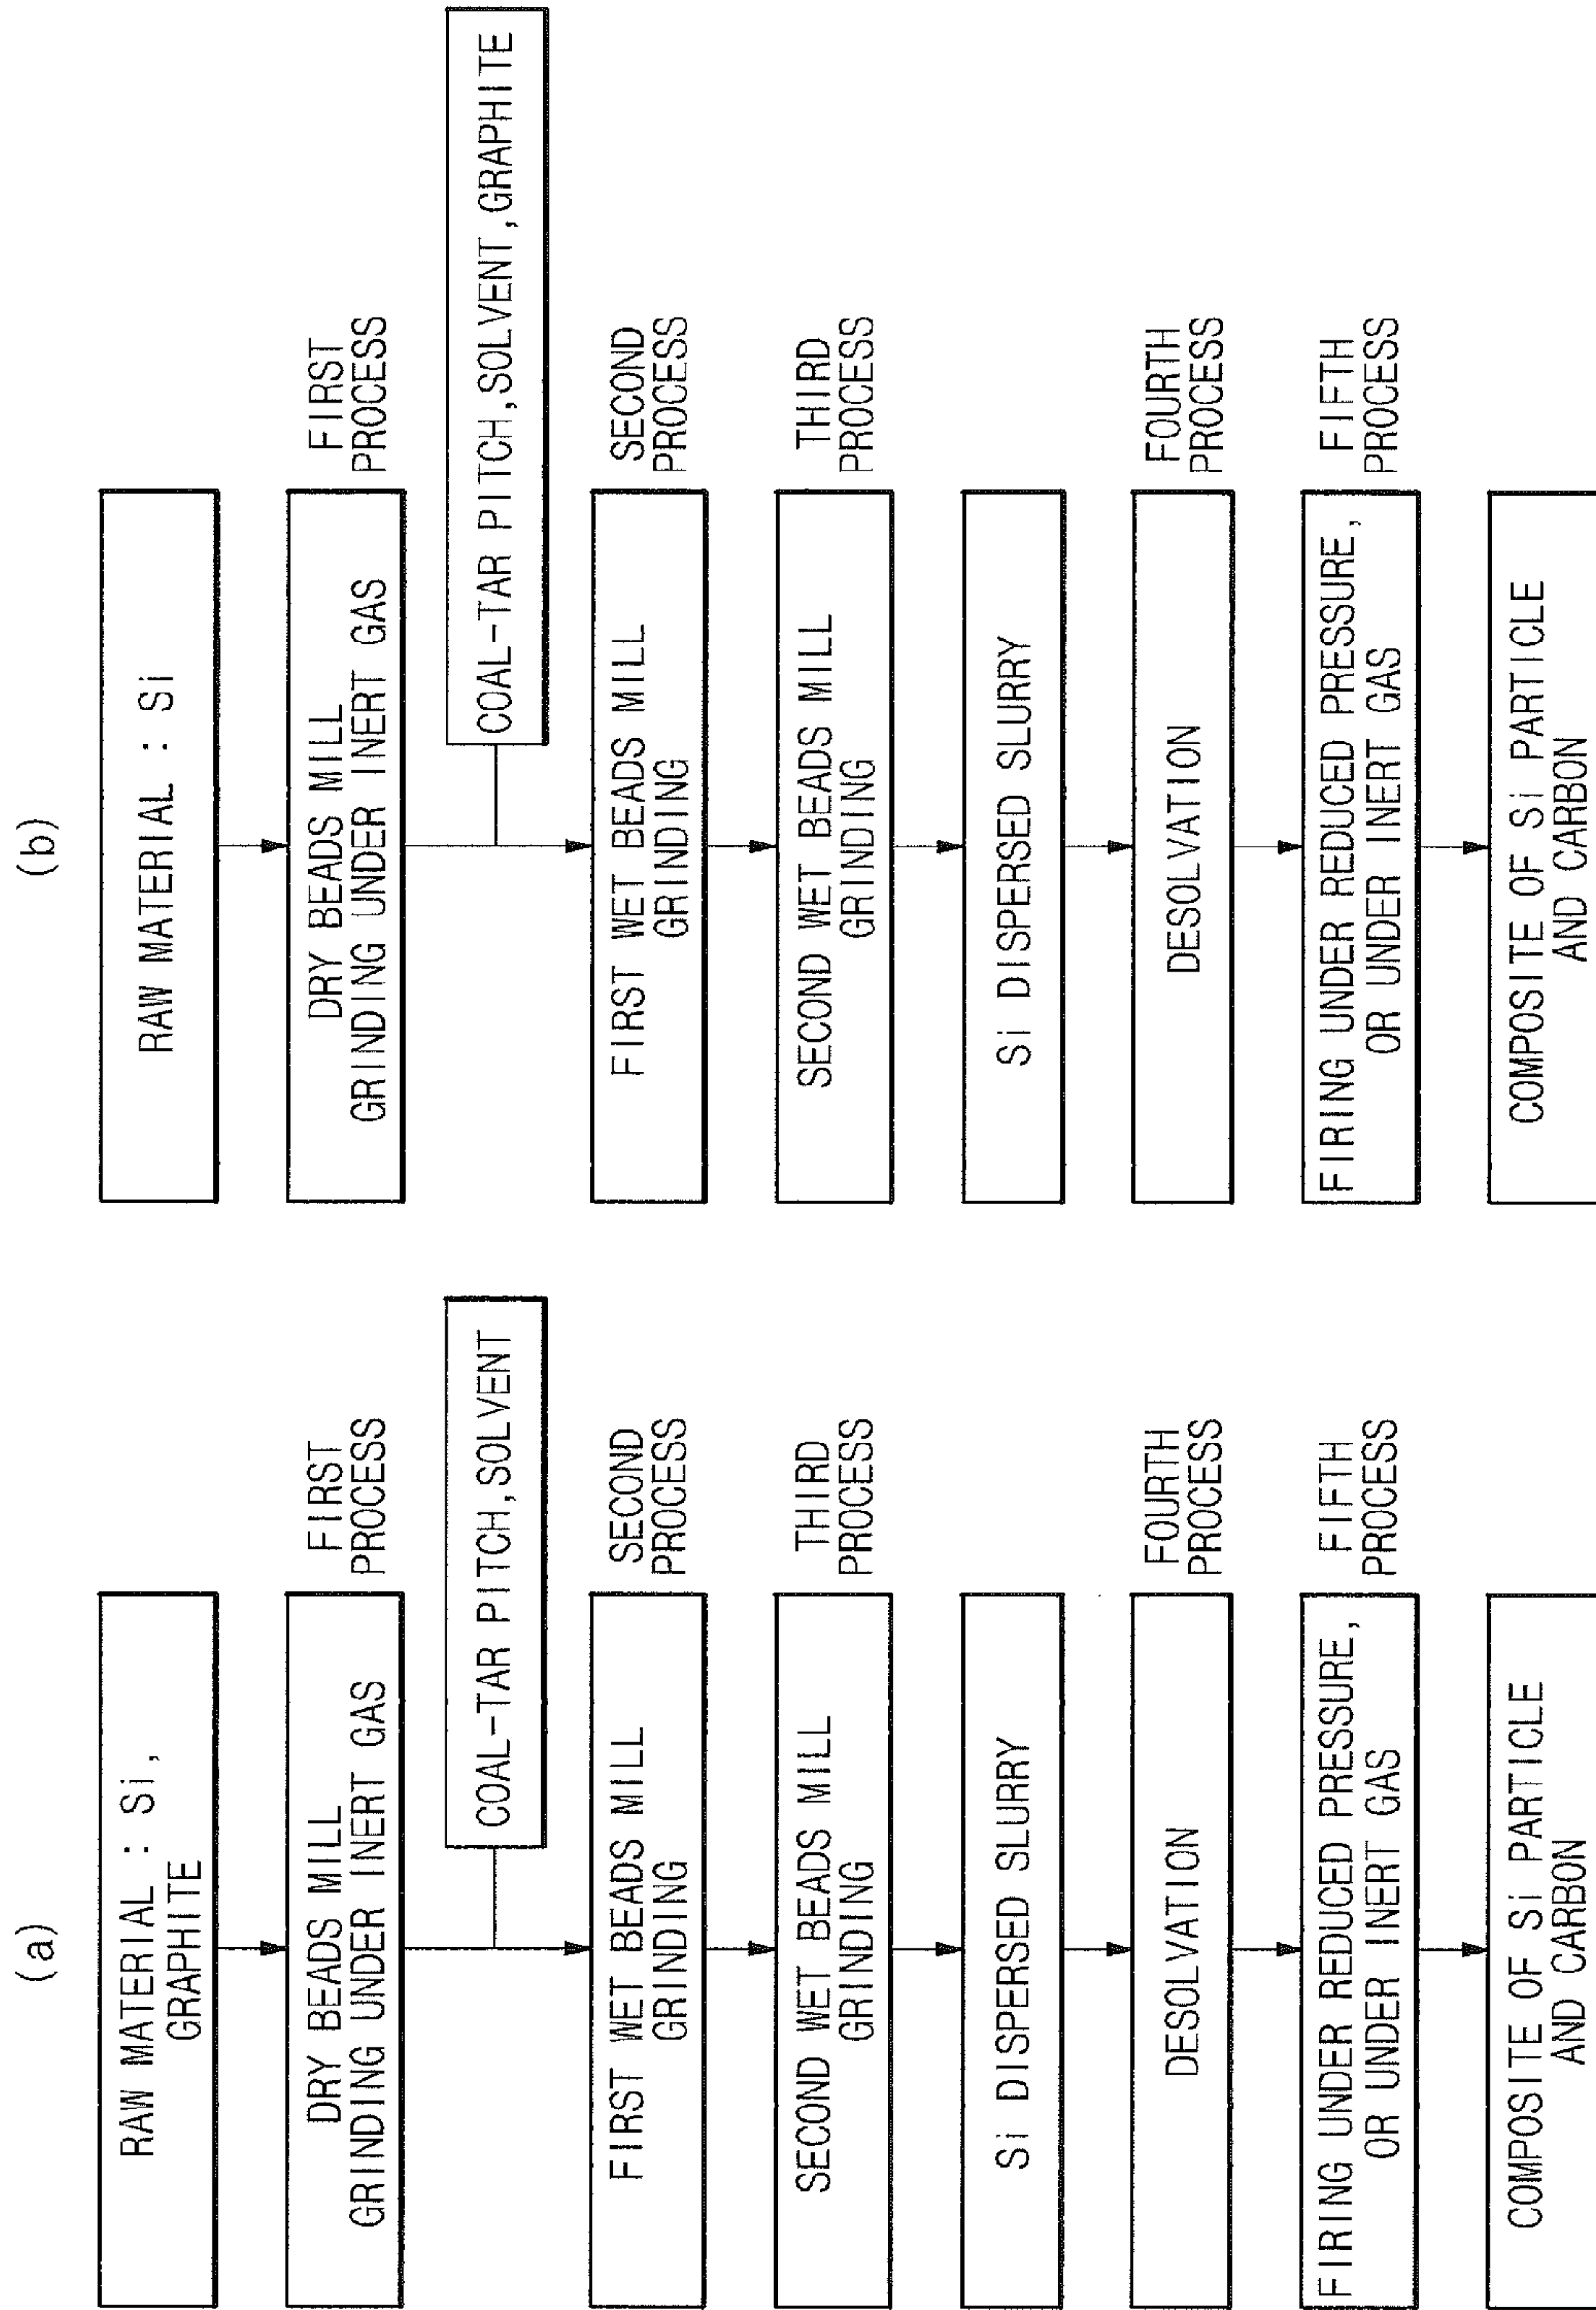 (a)
RAW MATERIAL : Si,
GRAPHITE
DRY BEADS MILL
GRINDING UNDER INERT GAS
FIRST
PROCESS
COAL-TAR PITCH,SOLVENT
FIRST WET BEADS MILL
GRINDING
SECOND
PROCESS
SECOND WET BEADS MILL
GRINDING
THIRD
PROCESS
Si DISPERSED SLURRY
DESOLVATION
FOURTH
PROCESS
FIRING UNDER REDUCED PRESSURE,
OR UNDER INERT GAS
FIFTH
PROCESS
COMPOSITE OF Si PARTICLE
AND CARBON
(b)
RAW MATERIAL : Si
DRY BEADS MILL
GRINDING UNDER INERT GAS
FIRST
PROCESS
COAL-TAR PITCH,SOLVENT,GRAPHITE
FIRST WET BEADS MILL
GRINDING
SECOND
PROCESS
SECOND WET BEADS MILL
GRINDING
THIRD
PROCESS
Si DISPERSED SLURRY
DESOLVATION
FOURTH
PROCESS
FIRING UNDER REDUCED PRESSURE,
OR UNDER INERT GAS
FIFTH
PROCESS
COMPOSITE OF Si PARTICLE
AND CARBON